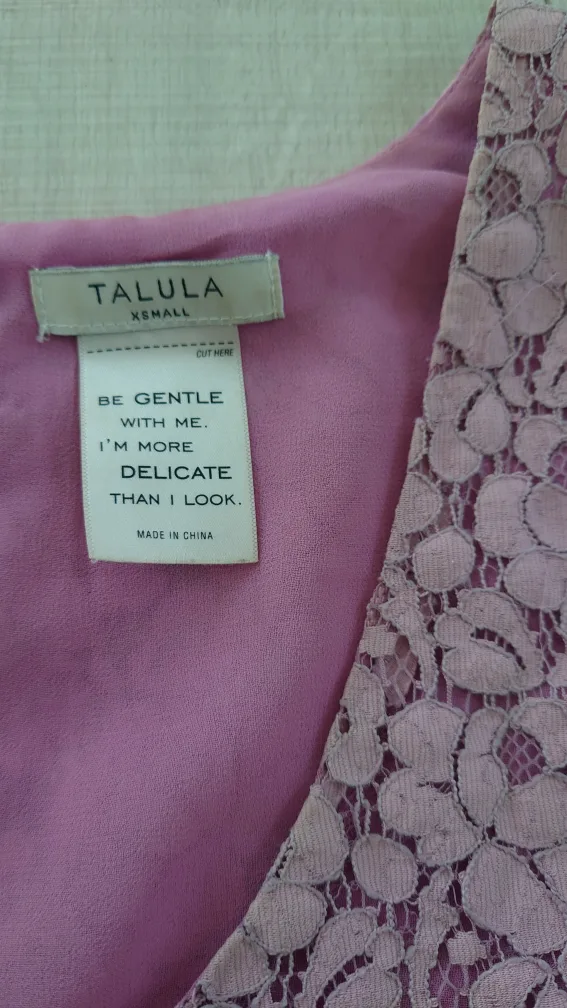 TALULA
XSMALL
CUT HERE
BE GENTLE
WITH ME.
I'M MORE
DELICATE
THAN I LOOK.
MADE IN CHINA